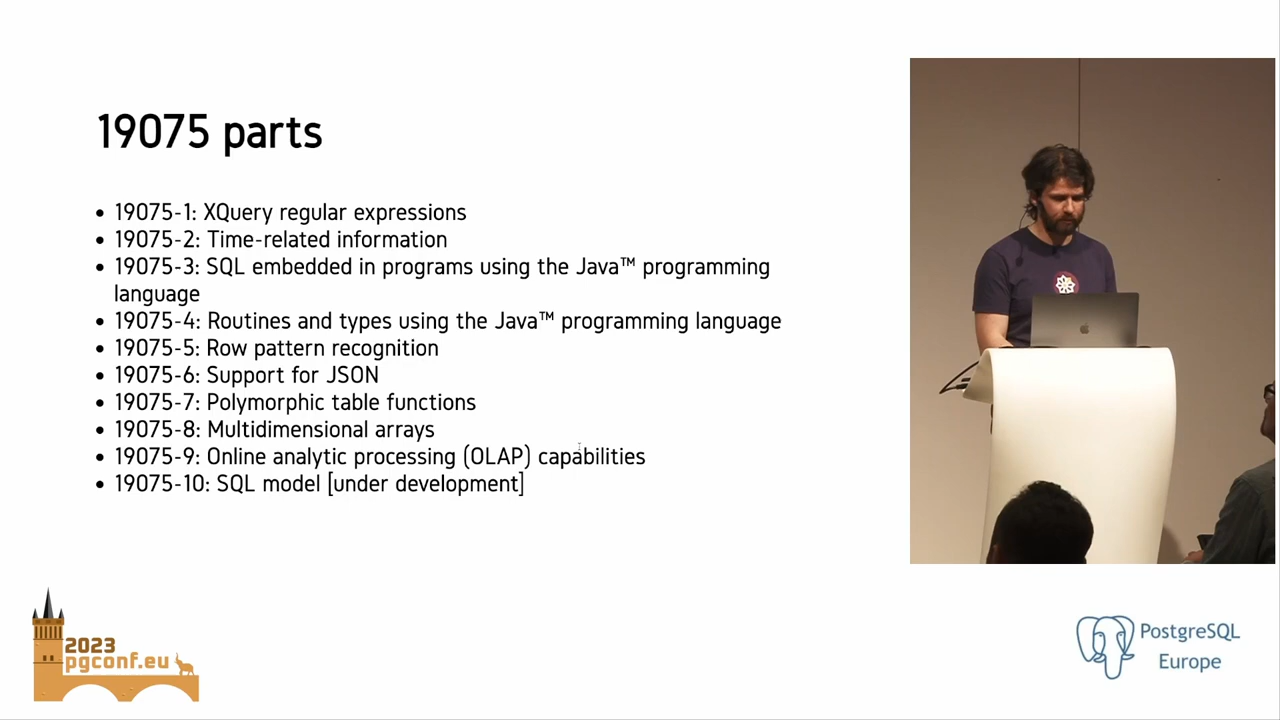 19075 parts
• 19075-1: XQuery regular expressions
• 19075-2: Time-related information
• 19075-3: SQL embedded in programs using the Java™ programming
language
• 19075-4: Routines and types using the Java™ programming language
• 19075-5: Row pattern recognition
• 19075-6: Support for JSON
• 19075-7: Polymorphic table functions
• 19075-8: Multidimensional arrays
• 19075-9: Online analytic processing (OLAP) capabilities
• 19075-10: SQL model [under development]
2023
pgconf.eu
PostgreSQL
Europe